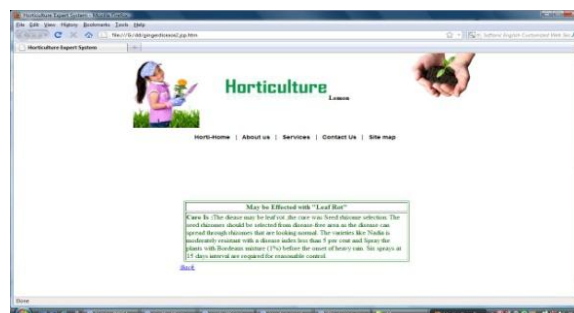 Horticulture Expert System - Mozilla Firefox
File Edit View History Bookmarks Tools Help
Horticulture Expert System
Horticulture
Lemon
Horti-Home | About us | Services | Contact Us | Site map
May be Effected with "Leaf Rot"
Cure Is :The diease may be leaf rot ,the cure was Seed rhizome selection. The
seed rhizomes should be selected from disease-free area as the disease can
spread through rhizomes that are looking normal. The varieties like Nadia is
moderately resistant with a disease index less than 5 per cent and Spray the
plants with Bordeaux mixture (1%) before the onset of heavy rain. Six sprays at
15 days interval are required for reasonable control.
Back
Done